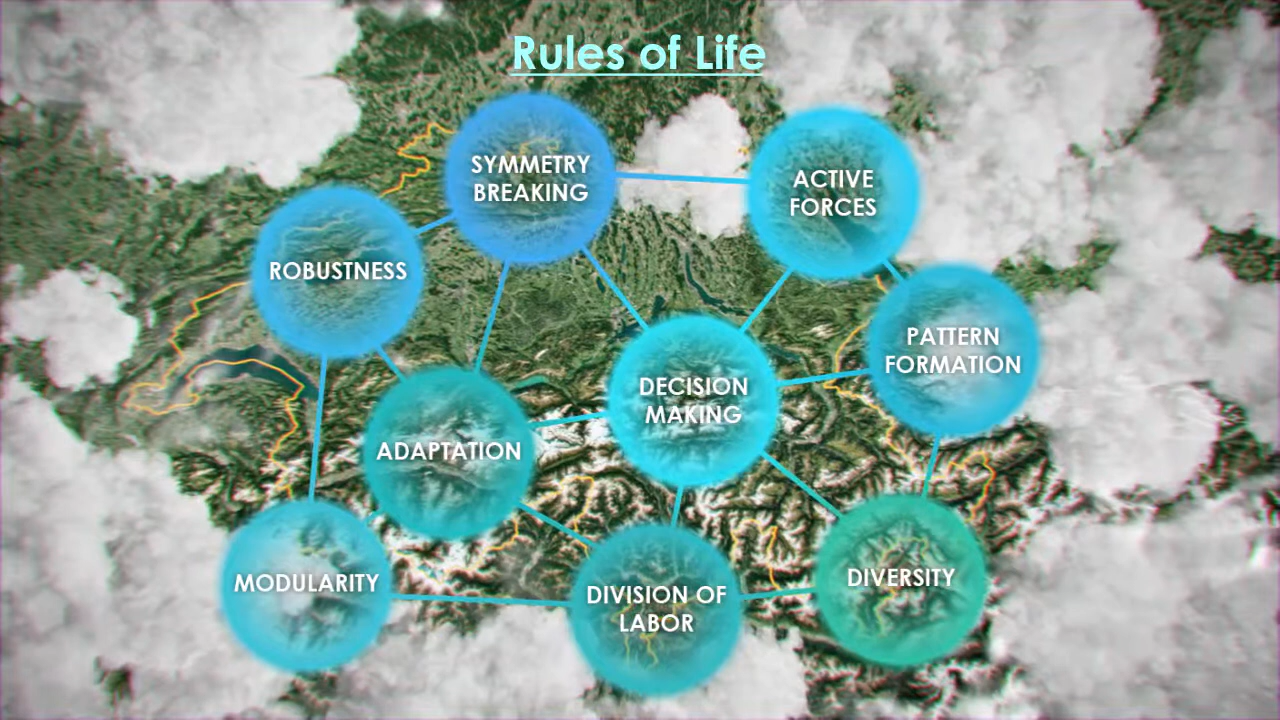 Rules of Life
SYMMETRY
BREAKING
ACTIVE
FORCES
ROBUSTNESS
PATTERN
FORMATION
DECISION
MAKING
ADAPTATION
MODULARITY
DIVISION OF
LABOR
DIVERSITY